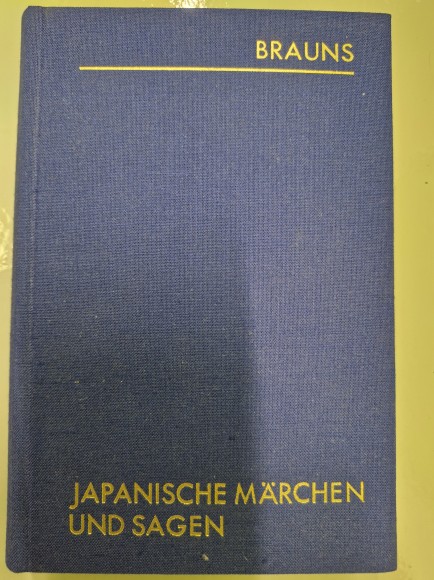 BRAUNS
JAPANISCHE MÄRCHEN
UND SAGEN